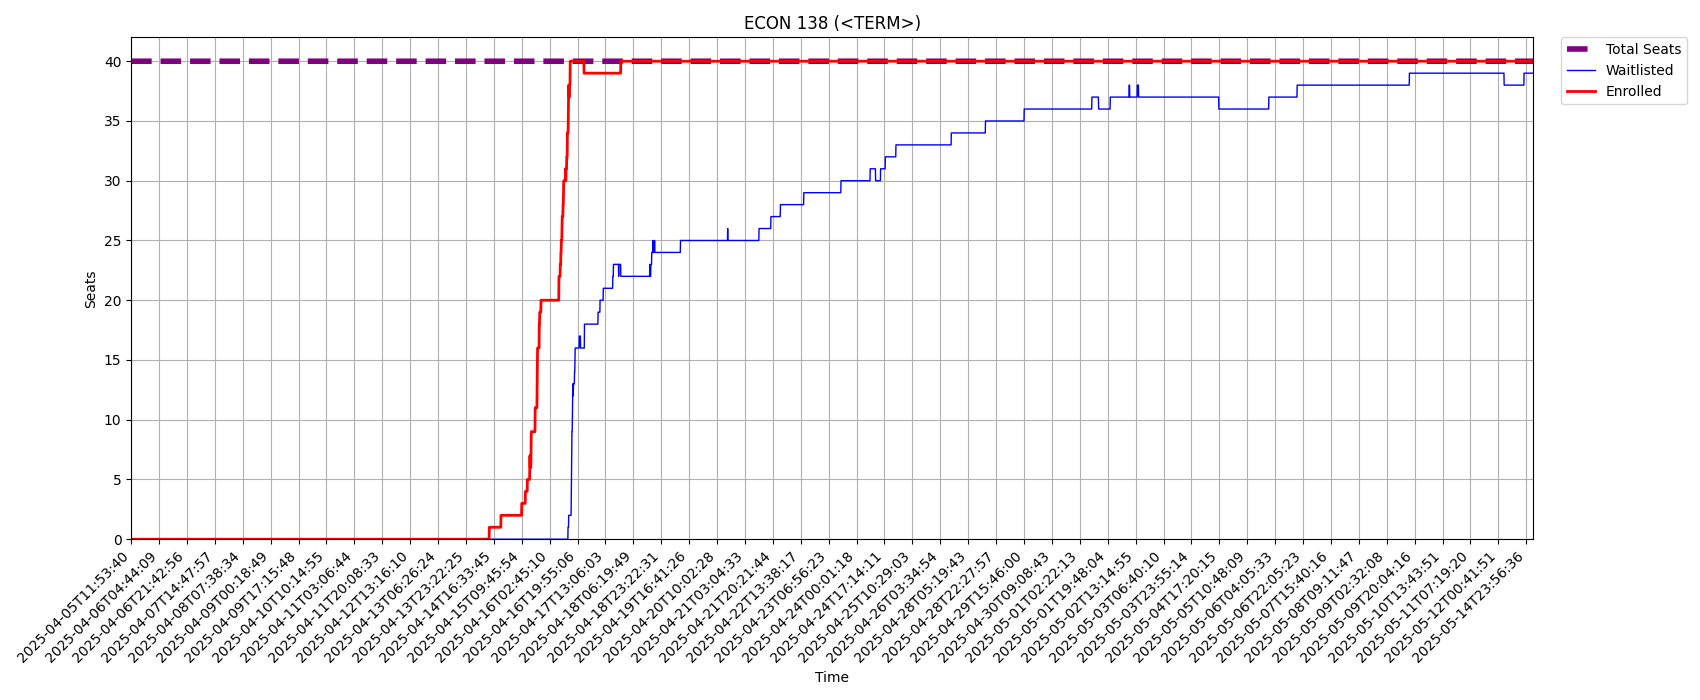 ECON 138 (<TERM>)
Total Seats
Waitlisted
Enrolled
Seats
40
35
30
25
20
15
10
5
0
2025-04-05T11:53:40
2025-04-06T04:44:09
2025-04-06T21:42:56
2025-04-07T14:47:57
2025-04-08T07:38:34
2025-04-09T00:18:49
2025-04-09T17:15:48
2025-04-10T10:14:55
2025-04-11T03:06:44
2025-04-11T20:08:33
2025-04-12T13:16:10
2025-04-13T06:26:24
2025-04-13T23:22:25
2025-04-14T16:33:45
2025-04-15T09:45:54
2025-04-16T02:45:10
2025-04-16T19:55:06
2025-04-17T13:06:03
2025-04-18T06:19:49
2025-04-18T23:22:31
2025-04-19T16:41:26
2025-04-20T10:02:28
2025-04-21T03:04:33
2025-04-21T20:21:44
2025-04-22T13:38:17
2025-04-23T06:56:23
2025-04-24T00:01:18
2025-04-24T17:14:11
2025-04-25T10:29:03
2025-04-26T03:34:54
2025-04-28T05:19:43
2025-04-28T22:27:57
2025-04-29T15:46:00
2025-04-30T09:08:43
2025-05-01T02:22:13
2025-05-01T19:48:04
2025-05-02T13:14:55
2025-05-03T06:40:10
2025-05-03T23:55:14
2025-05-04T17:20:15
2025-05-05T10:48:09
2025-05-06T04:05:33
2025-05-06T22:05:23
2025-05-07T15:40:16
2025-05-08T09:11:47
2025-05-09T02:32:08
2025-05-09T20:04:16
2025-05-10T13:43:51
2025-05-11T07:19:20
2025-05-12T00:41:51
2025-05-14T23:56:36
Time